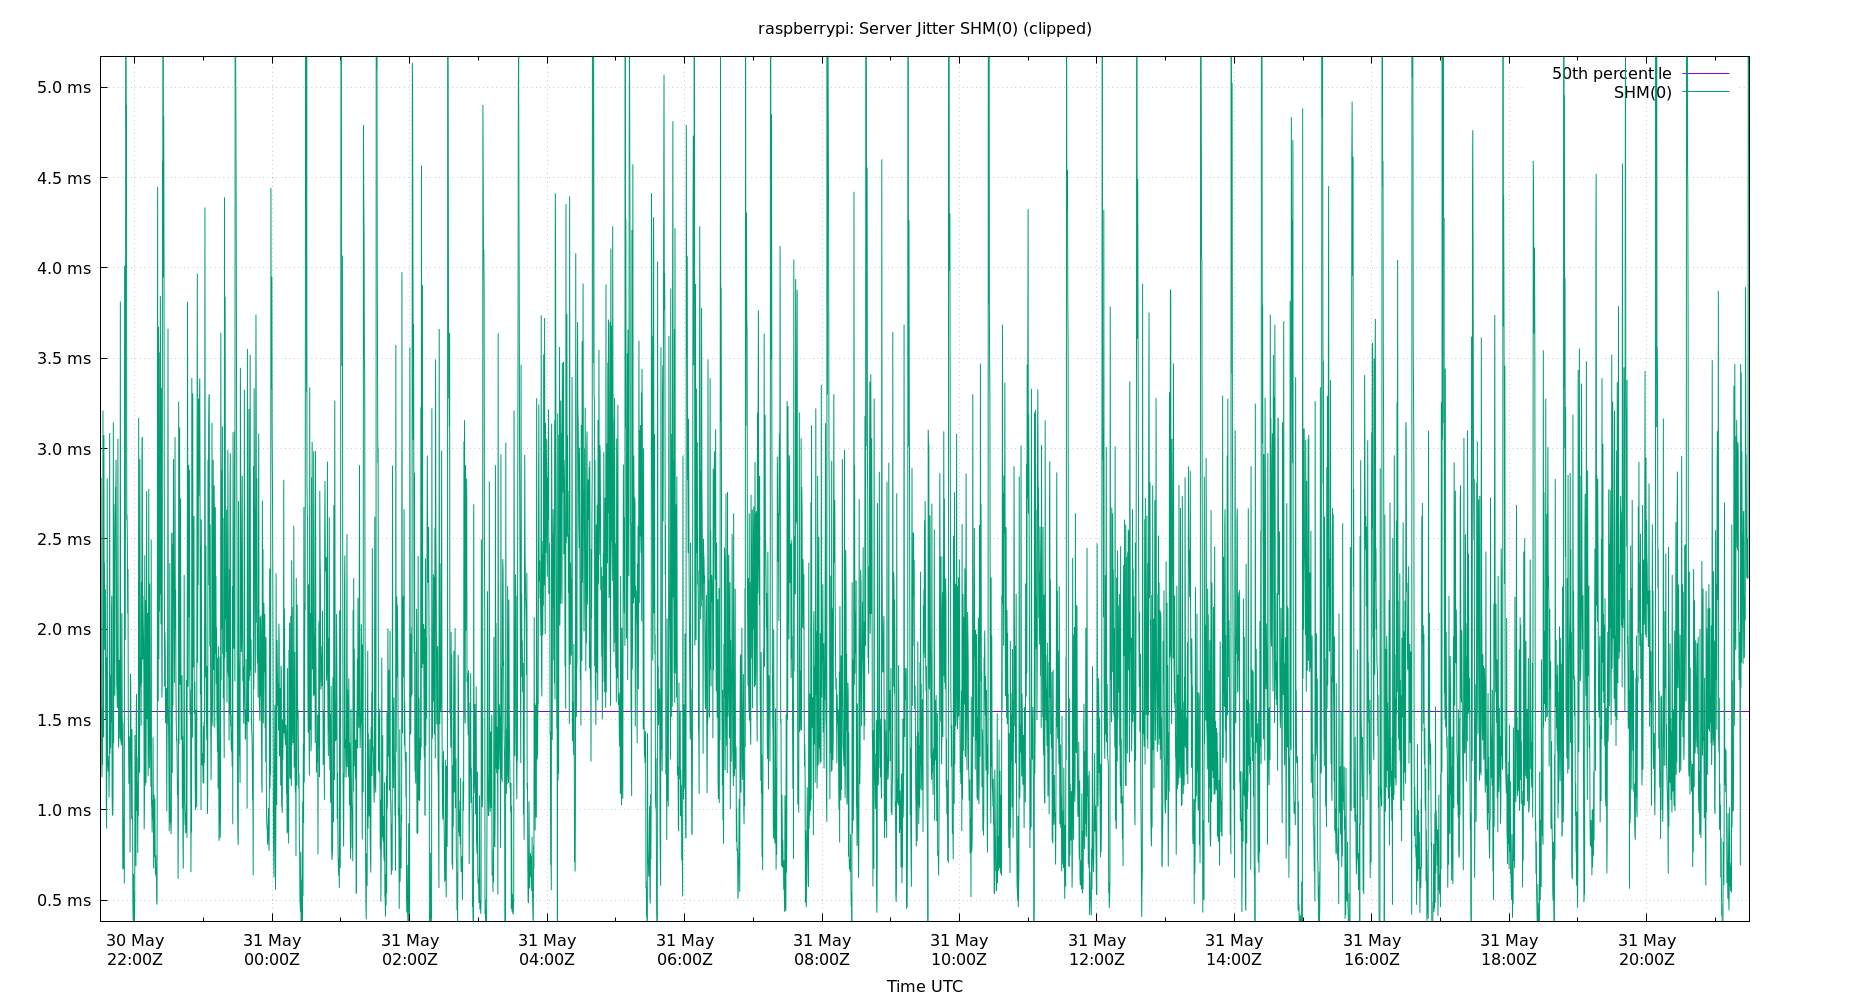 raspberrypi: Server Jitter SHM(0) (clipped)
50th percentile
SHM(0)
5.0 ms
4.5 ms
4.0 ms
3.5 ms
3.0 ms
2.5 ms
2.0 ms
1.5 ms
1.0 ms
0.5 ms
30 May 31 May 31 May 31 May 31 May 31 May 31 May 31 May 31 May 31 May 31 May 31 May
22:00Z 00:00Z 02:00Z 04:00Z 06:00Z 08:00Z 10:00Z 12:00Z 14:00Z 16:00Z 18:00Z 20:00Z
Time UTC